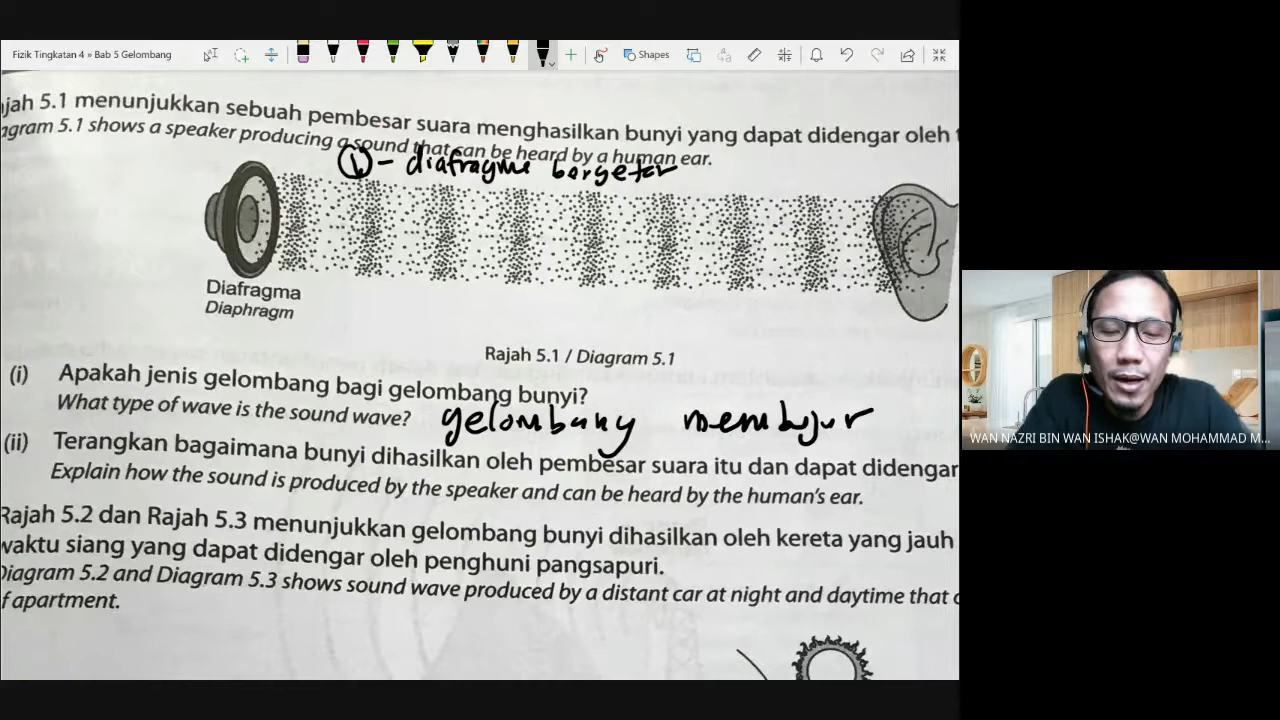 Fizik Tingkatan 4 » Bab 5 Gelombang
Shapes
jah 5.1 menunjukkan sebuah pembesar suara menghasilkan bunyi yang dapat didengar oleh
agram 5.1 shows a speaker producing a sound that can be heard by a human ear.
① - diafragma bergetar
Diafragma
Diaphragm
Rajah 5.1 / Diagram 5.1
(i) Apakah jenis gelombang bagi gelombang bunyi?
What type of wave is the sound wave? gelombang membujur
(ii) Terangkan bagaimana bunyi dihasilkan oleh pembesar suara itu dan dapat didengar
Explain how the sound is produced by the speaker and can be heard by the human's ear.
Rajah 5.2 dan Rajah 5.3 menunjukkan gelombang bunyi dihasilkan oleh kereta yang jauh
waktu siang yang dapat didengar oleh penghuni pangsapuri.
Diagram 5.2 and Diagram 5.3 shows sound wave produced by a distant car at night and daytime that
f apartment.
WAN NAZRI BIN WAN ISHAK@WAN MOHAMMAD M...